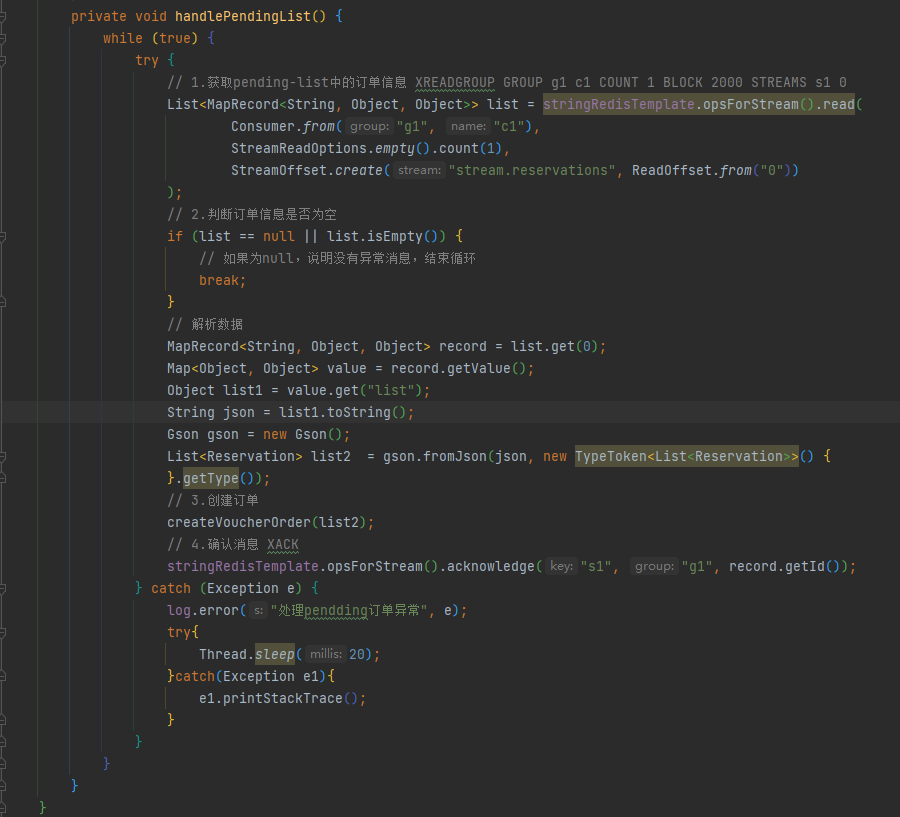 private void handlePendingList() {
while (true) {
try {
// 1.获取pending-list中的订单信息 XREADGROUP GROUP g1 c1 COUNT 1 BLOCK 2000 STREAMS s1 0
List<MapRecord<String, Object, Object>> list = stringRedisTemplate.opsForStream().read(
Consumer.from( group: "g1", name: "c1"),
StreamReadOptions.empty().count(1),
StreamOffset.create( stream: "stream.reservations", ReadOffset.from("0"))
);
// 2.判断订单信息是否为空
if (list == null || list.isEmpty()) {
// 如果为null，说明没有异常消息，结束循环
break;
}
// 解析数据
MapRecord<String, Object, Object> record = list.get(0);
Map<Object, Object> value = record.getValue();
Object list1 = value.get("list");
String json = list1.toString();
Gson gson = new Gson();
List<Reservation> list2  = gson.fromJson(json, new TypeToken<List<Reservation>>() {
}.getType());
// 3.创建订单
createVoucherOrder(list2);
// 4.确认消息 XACK
stringRedisTemplate.opsForStream().acknowledge( key: "s1", group: "g1", record.getId());
} catch (Exception e) {
log.error( s: "处理pendding订单异常", e);
try{
Thread.sleep( millis: 20);
}catch(Exception e1){
e1.printStackTrace();
}
}
}
}
}